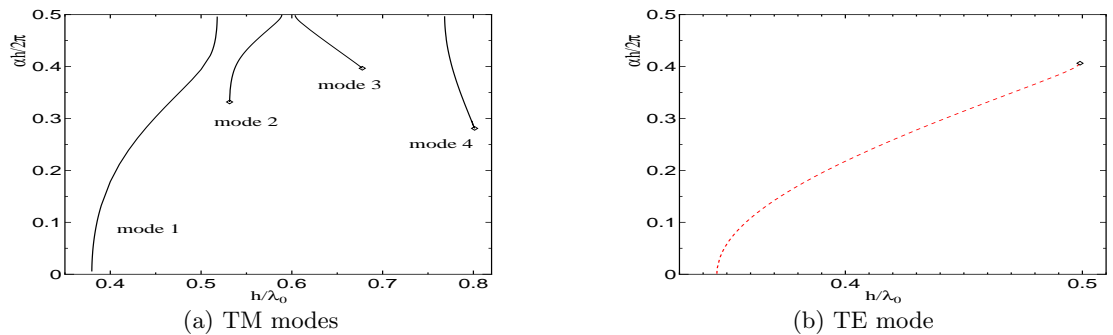 0.5
0.4
0.3
0.2
0.1
0
αh/2π
mode 1
mode 2
mode 3
mode 4
0.4 0.5 0.6 0.7 0.8
h/λ₀
(a) TM modes
0.5
0.4
0.3
0.2
0.1
0
αh/2π
0.4 0.5
h/λ₀
(b) TE mode